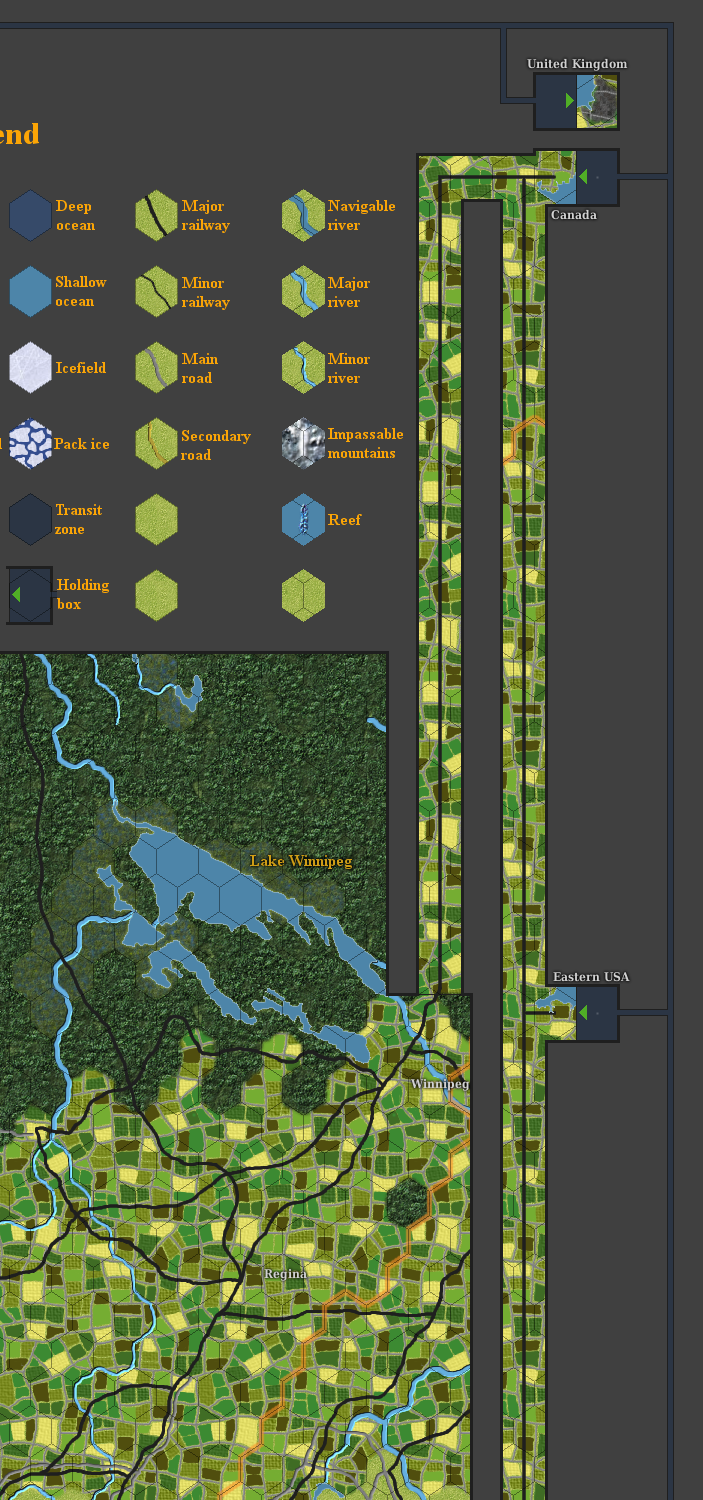 United Kingdom
end
Canada
Deep
ocean
Major
railway
Navigable
river
Shallow
ocean
Minor
railway
Major
river
Icefield
Main
road
Minor
river
Pack ice
Secondary
road
Impassable
mountains
Transit
zone
Reef
Holding
box
Lake Winnipeg
Eastern USA
Winnipeg
Regina